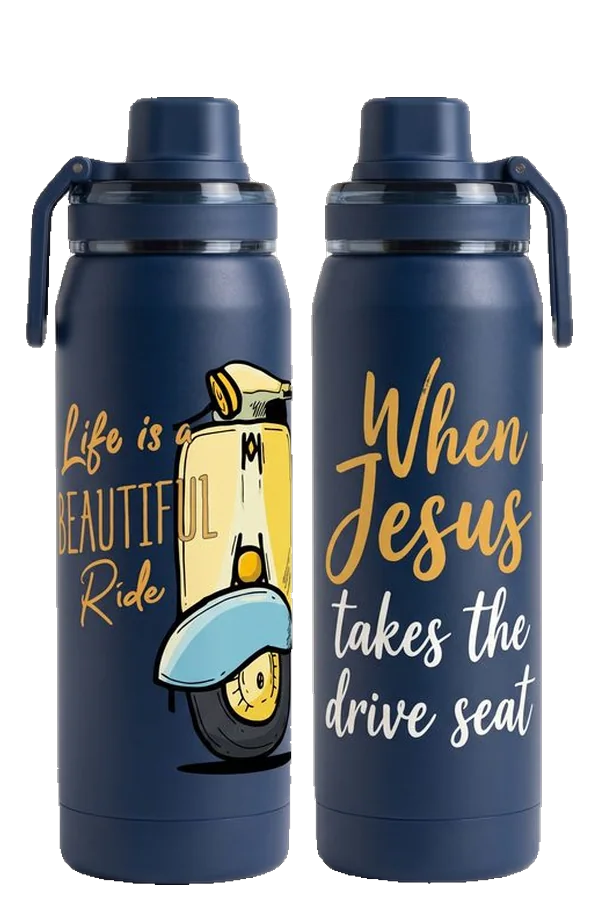 Life is a
BEAUTIFUL
Ride
When
Jesus
takes the
drive seat